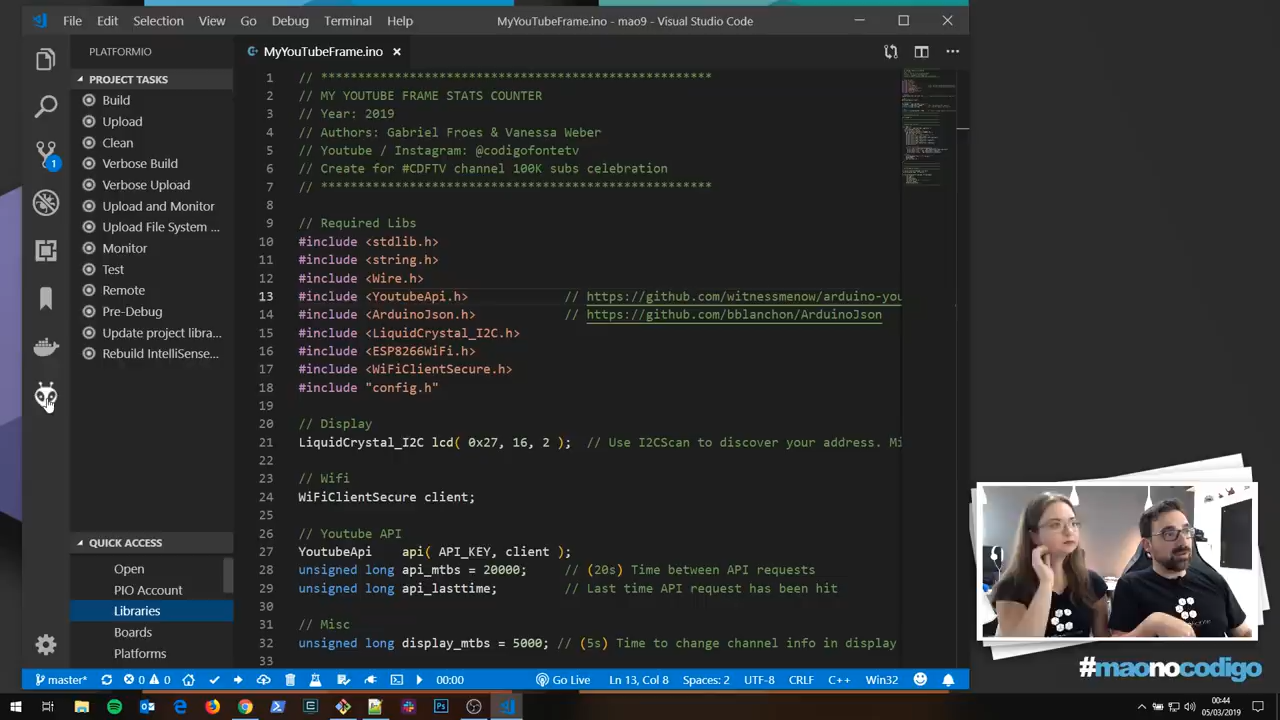 File Edit Selection View Go Debug Terminal Help MyYouTubeFrame.ino - mao9 - Visual Studio Code
PLATFORMIO
PROJECT TASKS
Build
Upload
Clean
Verbose Build
Verbose Upload
Upload and Monitor
Upload File System ...
Monitor
Test
Remote
Pre-Debug
Update project libra...
Rebuild IntelliSense...
1
QUICK ACCESS
Open
PIO Account
Libraries
Boards
Platforms
MyYouTubeFrame.ino
1 // *****************************************************
2 // MY YOUTUBE FRAME STATS COUNTER
3 // Year: 2019
4 // Authors: Gabriel Froes & Vanessa Weber
5 // Youtube / Instagram: @codigofontetv
6 // Create for #CDFTV channel 100K subs celebration
7 // *****************************************************
8
9 // Required Libs
10 #include <stdlib.h>
11 #include <string.h>
12 #include <Wire.h>
13 #include <YoutubeApi.h> // https://github.com/witnessmenow/arduino-you
14 #include <ArduinoJson.h> // https://github.com/bblanchon/ArduinoJson
15 #include <LiquidCrystal_I2C.h>
16 #include <ESP8266WiFi.h>
17 #include <WiFiClientSecure.h>
18 #include "config.h"
19
20 // Display
21 LiquidCrystal_I2C lcd( 0x27, 16, 2 ); // Use I2CScan to discover your address. Mi
22
23 // Wifi
24 WiFiClientSecure client;
25
26 // Youtube API
27 YoutubeApi api( API_KEY, client );
28 unsigned long api_mtbs = 20000; // (20s) Time between API requests
29 unsigned long api_lasttime; // Last time API request has been hit
30
31 // Misc
32 unsigned long display_mtbs = 5000; // (5s) Time to change channel info in display
33
master* 0 0 00:00 Go Live Ln 13, Col 8 Spaces: 2 UTF-8 CRLF C++ Win32
#maonocodigo
00:44
05/03/2019